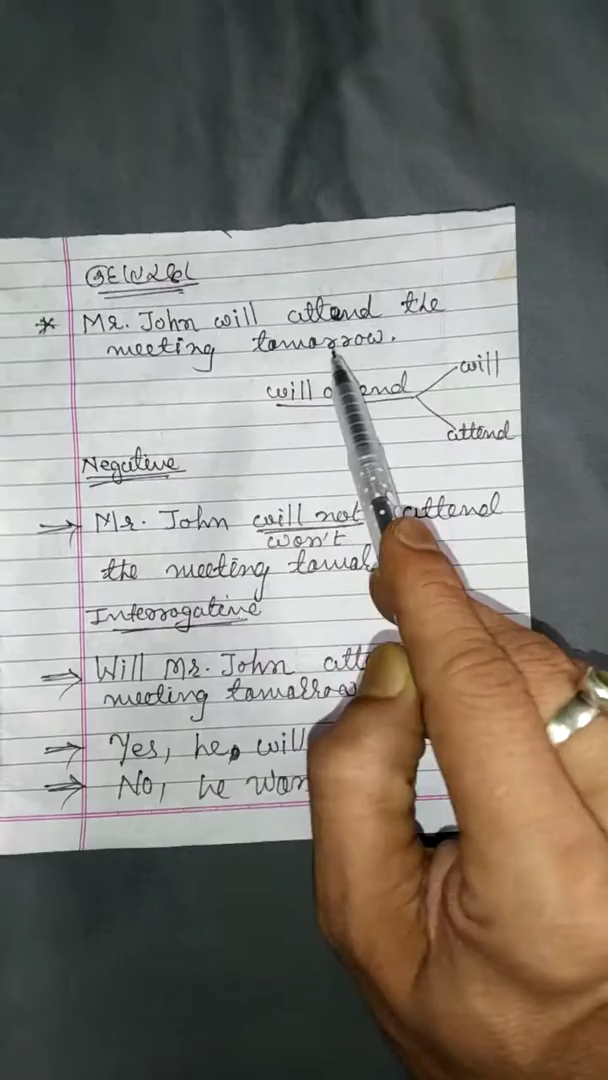 * Mr. John will attend the
meeting tomorrow.
will attend
will
attend
Negative
⇒ Mr. John will not attend
won't
the meeting
Interrogative
⇒ Will Mr. John
meeting tomorrow
⇒ Yes, he will
⇒ No, he